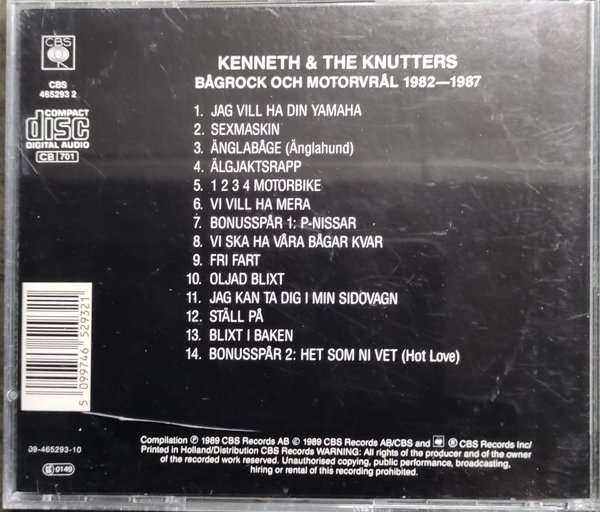 CBS
CBS
465293 2
COMPACT
disc
DIGITAL AUDIO
CB 701
KENNETH & THE KNUTTERS
BÅGROCK OCH MOTORVRÅL 1982—1987
1. JAG VILL HA DIN YAMAHA
2. SEXMASKIN
3. ÄNGLABÅGE (Änglahund)
4. ÄLGJAKTSRAPP
5. 1 2 3 4 MOTORBIKE
6. VI VILL HA MERA
7. BONUSSPÅR 1: P-NISSAR
8. VI SKA HA VÅRA BÅGAR KVAR
9. FRI FART
10. OLJAD BLIXT
11. JAG KAN TA DIG I MIN SIDOVAGN
12. STÄLL PÅ
13. BLIXT I BAKEN
14. BONUSSPÅR 2: HET SOM NI VET (Hot Love)
5 099746 529321
09-465293-10
0149
Compilation ℗ 1989 CBS Records AB © 1989 CBS Records AB/CBS and ® CBS Records Inc/
Printed in Holland/Distribution CBS Records WARNING: All rights of the producer and of the owner
of the recorded work reserved. Unauthorised copying, public performance, broadcasting,
hiring or rental of this recording prohibited.